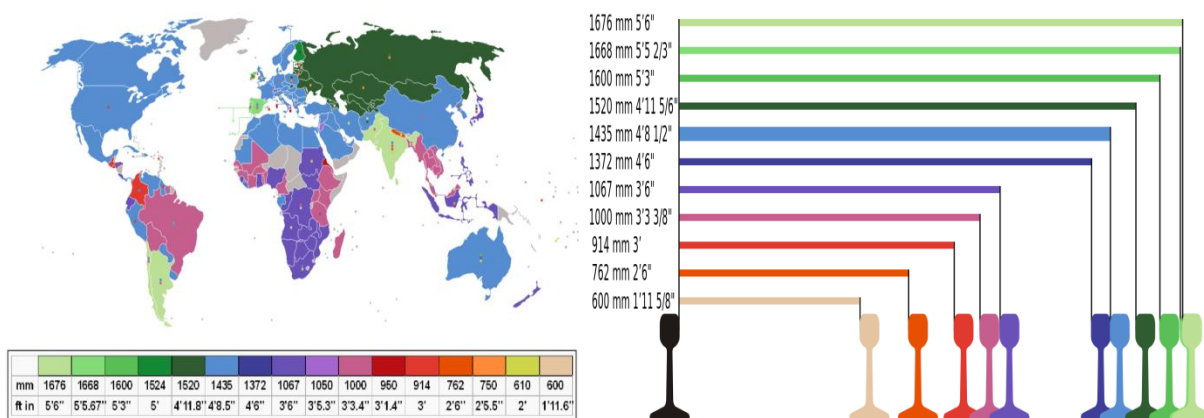 1676 mm 5'6"
1668 mm 5'5 2/3"
1600 mm 5'3"
1520 mm 4'11 5/6"
1435 mm 4'8 1/2"
1372 mm 4'6"
1067 mm 3'6"
1000 mm 3'3 3/8"
914 mm 3'
762 mm 2'6"
600 mm 1'11 5/8"
mm 1676 1668 1600 1524 1520 1435 1372 1067 1050 1000 950 914 762 750 610 600
ft in 5'6" 5'5.67" 5'3" 5' 4'11.8" 4'8.5" 4'6" 3'6" 3'5.3" 3'3.4" 3'1.4" 3' 2'6" 2'5.5" 2' 1'11.6"